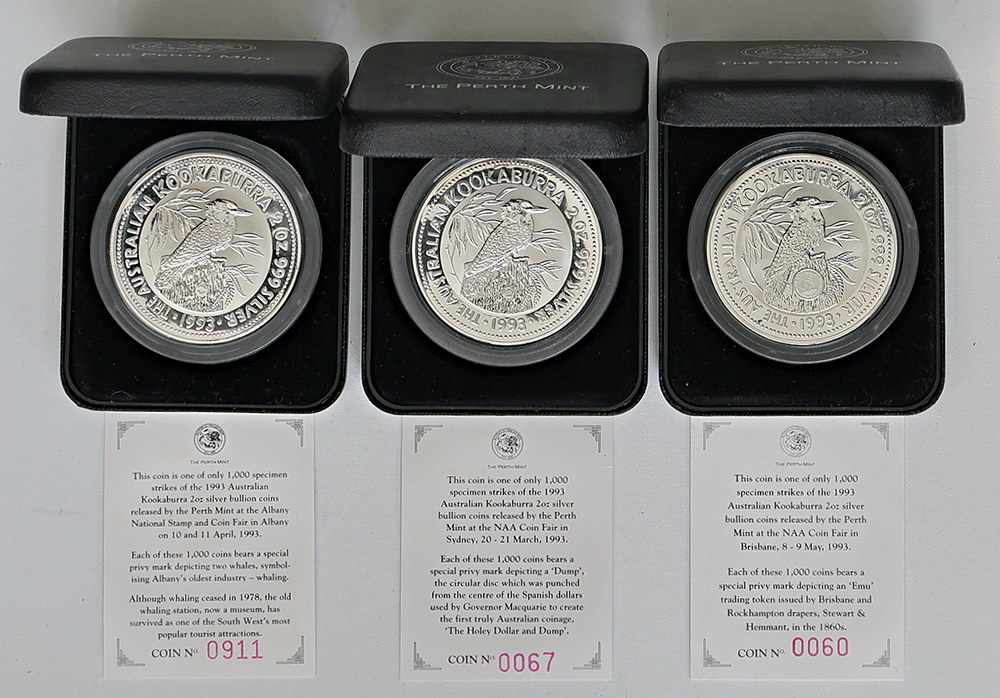 THE PERTH MINT
THE PERTH MINT
THE PERTH MINT
THE AUSTRALIAN KOOKABURRA 2 OZ 999 SILVER · 1993 ·
THE AUSTRALIAN KOOKABURRA 2 OZ 999 SILVER · 1993 ·
THE AUSTRALIAN KOOKABURRA 2 OZ 999 SILVER · 1993 ·
THE PERTH MINT
This coin is one of only 1,000 specimen
strikes of the 1993 Australian
Kookaburra 2oz silver bullion coins
released by the Perth Mint at the Albany
National Stamp and Coin Fair in Albany
on 10 and 11 April, 1993.
Each of these 1,000 coins bears a special
privy mark depicting two whales, symbol-
ising Albany's oldest industry – whaling.
Although whaling ceased in 1978, the old
whaling station, now a museum, has
survived as one of the South West's most
popular tourist attractions.
COIN No. 0911
THE PERTH MINT
This coin is one of only 1,000
specimen strikes of the 1993
Australian Kookaburra 2oz silver
bullion coins released by the Perth
Mint at the NAA Coin Fair in
Sydney, 20 - 21 March, 1993.
Each of these 1,000 coins bears a
special privy mark depicting a 'Dump',
the circular disc which was punched
from the centre of the Spanish dollars
used by Governor Macquarie to create
the first truly Australian coinage,
'The Holey Dollar and Dump'.
COIN No. 0067
THE PERTH MINT
This coin is one of only 1,000
specimen strikes of the 1993
Australian Kookaburra 2oz silver
bullion coins released by the Perth
Mint at the NAA Coin Fair in
Brisbane, 8 - 9 May, 1993.
Each of these 1,000 coins bears a
special privy mark depicting an 'Emu'
trading token issued by Brisbane and
Rockhampton drapers, Stewart &
Hemmant, in the 1860s.
COIN No. 0060